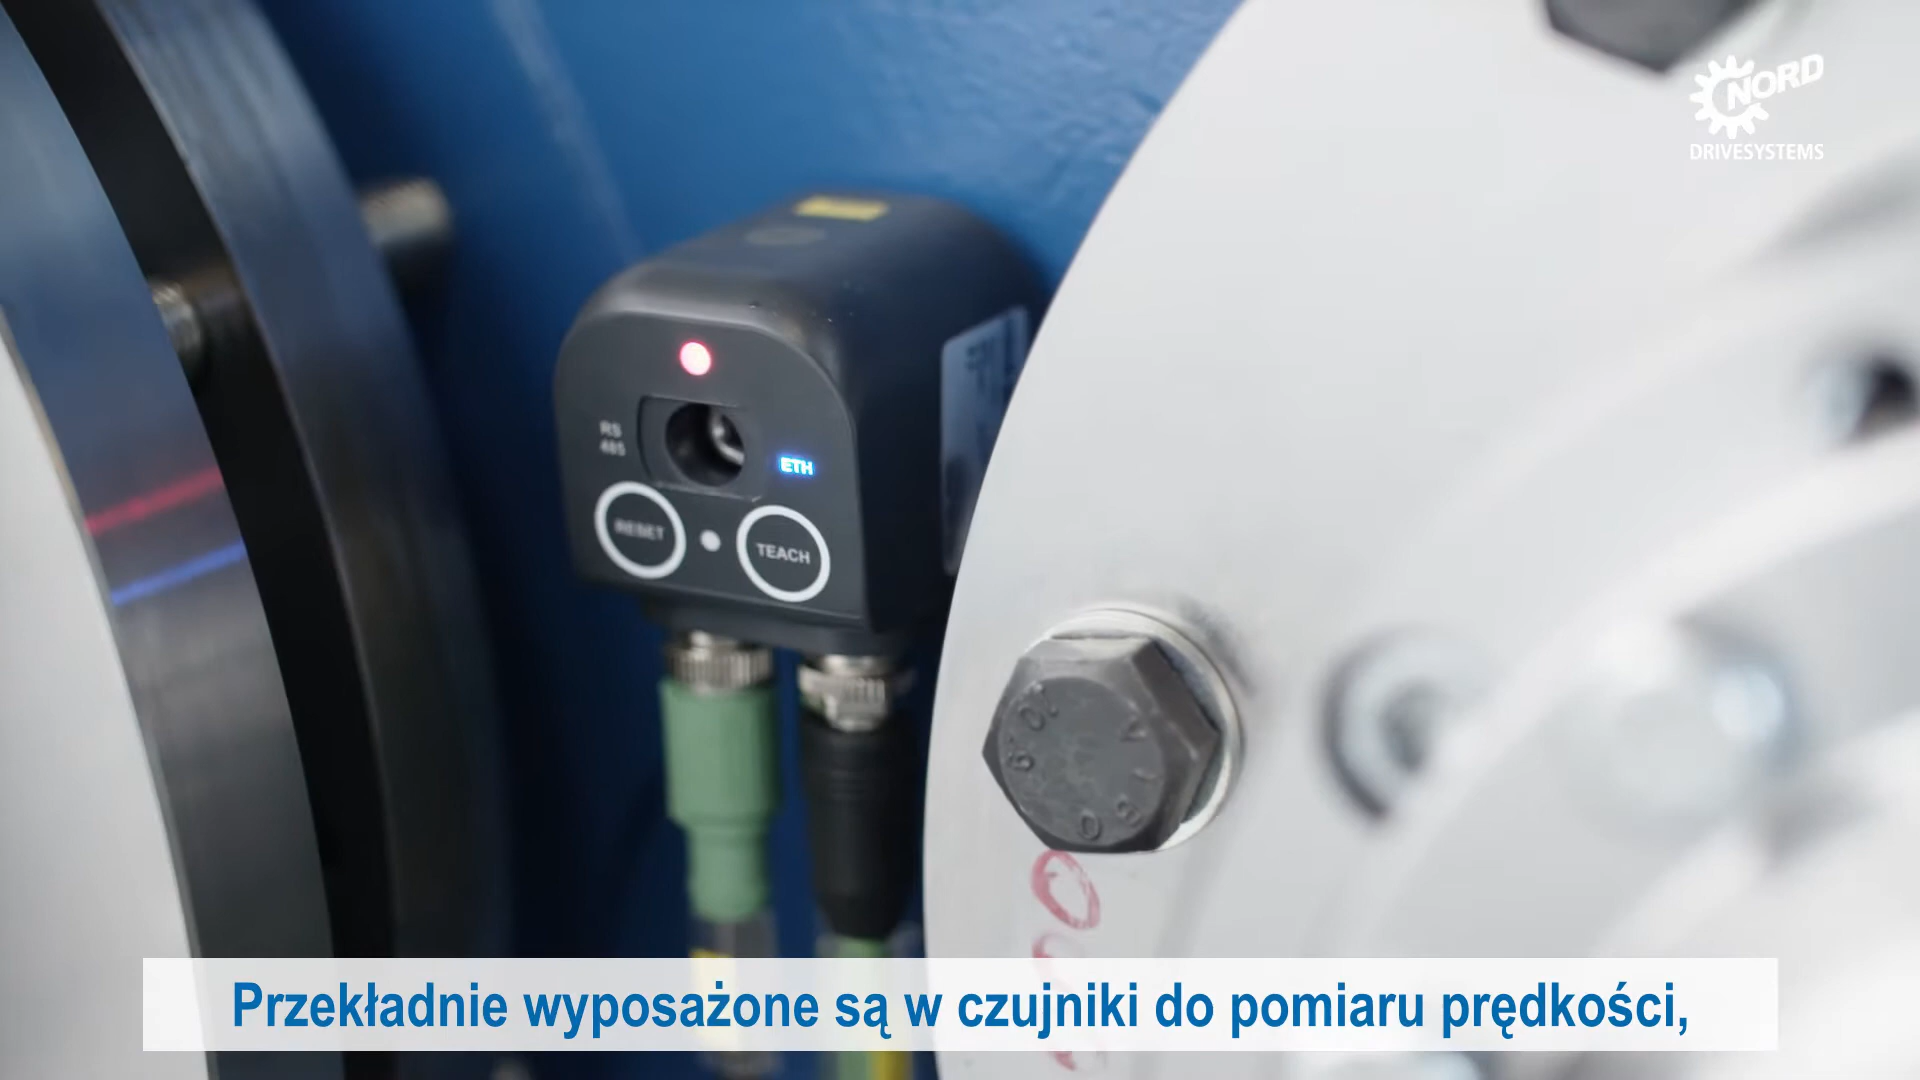 NORD
DRIVESYSTEMS
RS
485
ETH
RESET
TEACH
Przekładnie wyposażone są w czujniki do pomiaru prędkości,